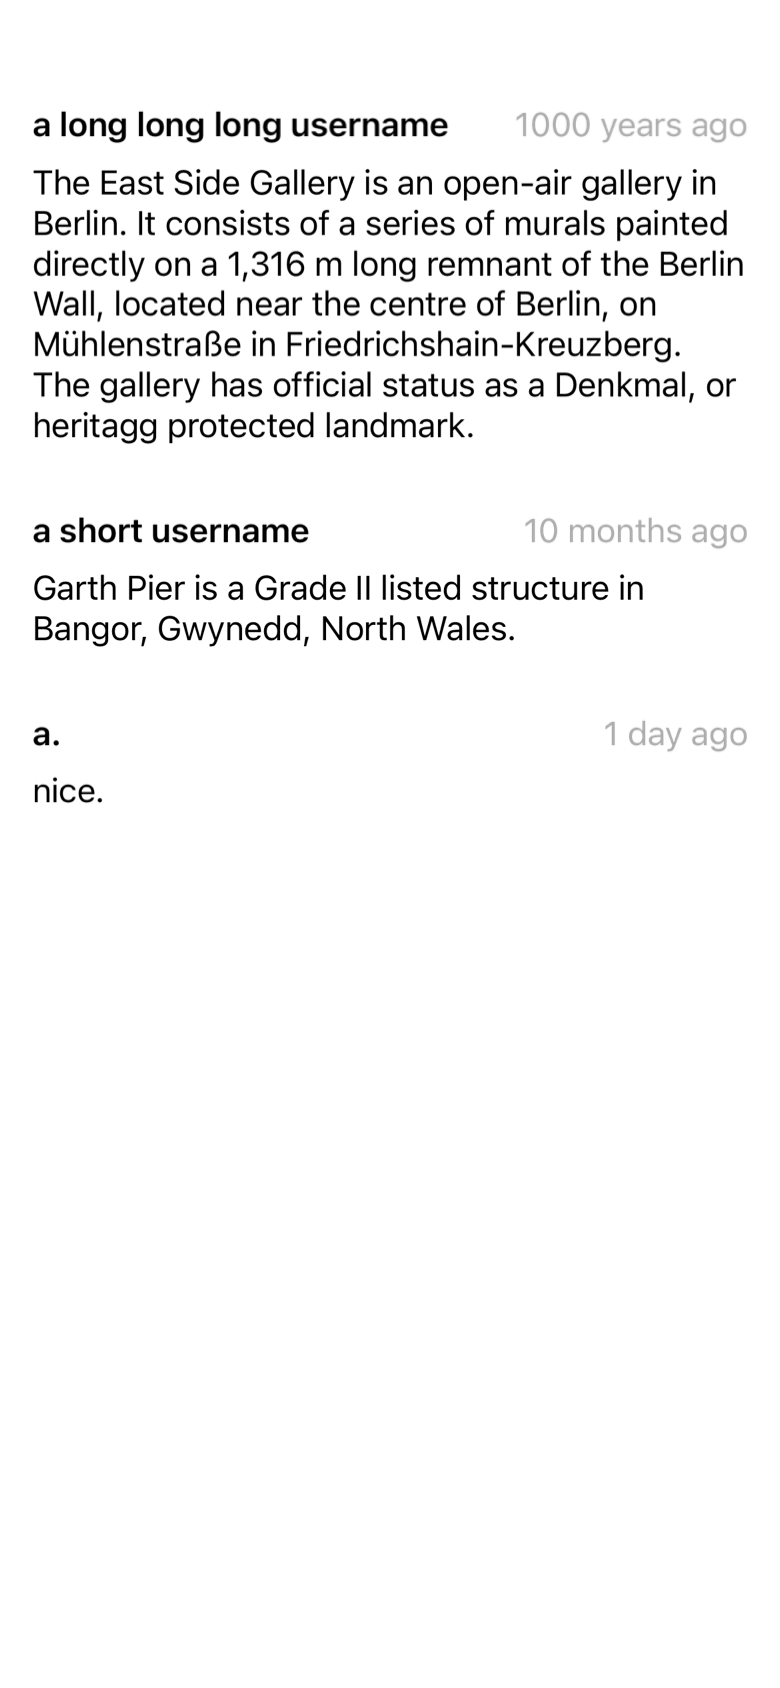 a long long long username 1000 years ago
The East Side Gallery is an open-air gallery in
Berlin. It consists of a series of murals painted
directly on a 1,316 m long remnant of the Berlin
Wall, located near the centre of Berlin, on
Mühlenstraße in Friedrichshain-Kreuzberg.
The gallery has official status as a Denkmal, or
heritagg protected landmark.
a short username 10 months ago
Garth Pier is a Grade II listed structure in
Bangor, Gwynedd, North Wales.
a. 1 day ago
nice.